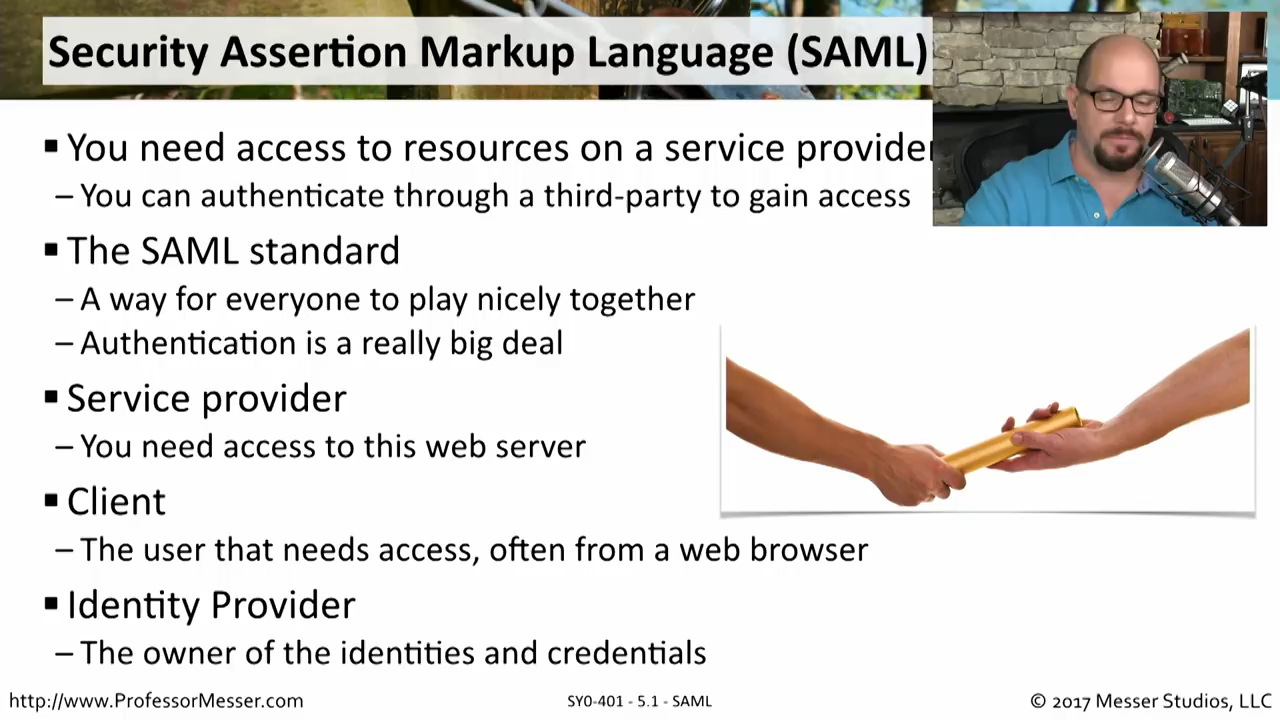 Security Assertion Markup Language (SAML)
▪ You need access to resources on a service provider
– You can authenticate through a third-party to gain access
▪ The SAML standard
– A way for everyone to play nicely together
– Authentication is a really big deal
▪ Service provider
– You need access to this web server
▪ Client
– The user that needs access, often from a web browser
▪ Identity Provider
– The owner of the identities and credentials
http://www.ProfessorMesser.com
SY0-401 - 5.1 - SAML
© 2017 Messer Studios, LLC